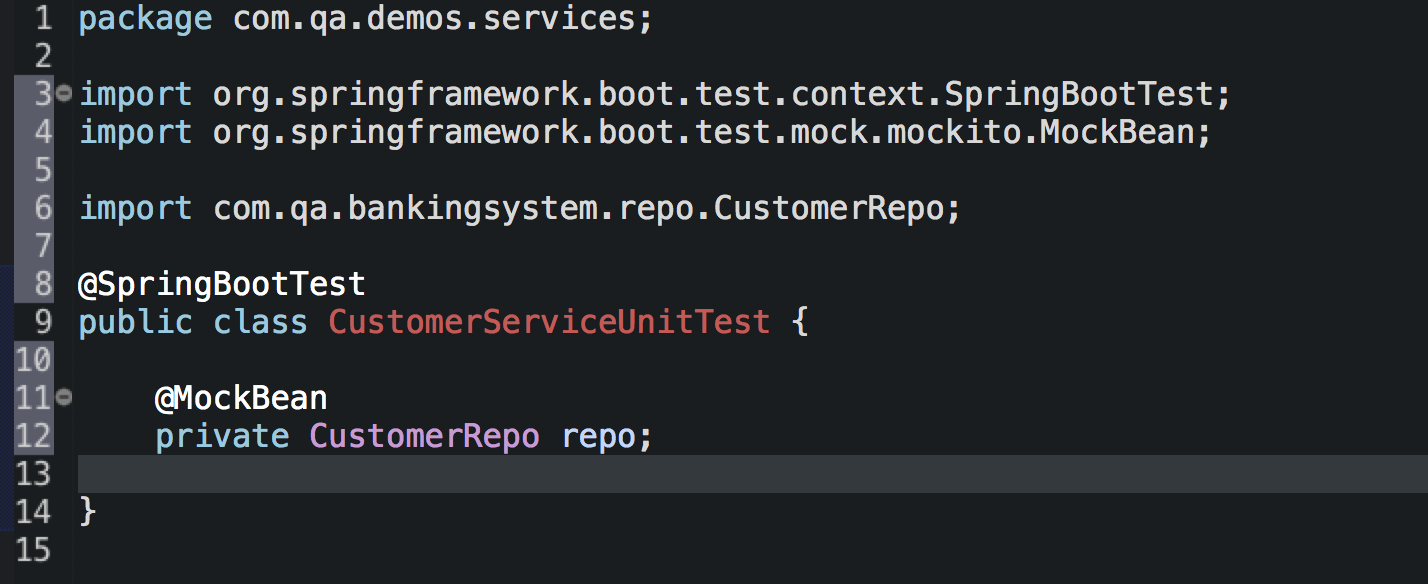 1 package com.qa.demos.services;
2
3 import org.springframework.boot.test.context.SpringBootTest;
4 import org.springframework.boot.test.mock.mockito.MockBean;
5
6 import com.qa.bankingsystem.repo.CustomerRepo;
7
8 @SpringBootTest
9 public class CustomerServiceUnitTest {
10
11     @MockBean
12     private CustomerRepo repo;
13
14 }
15